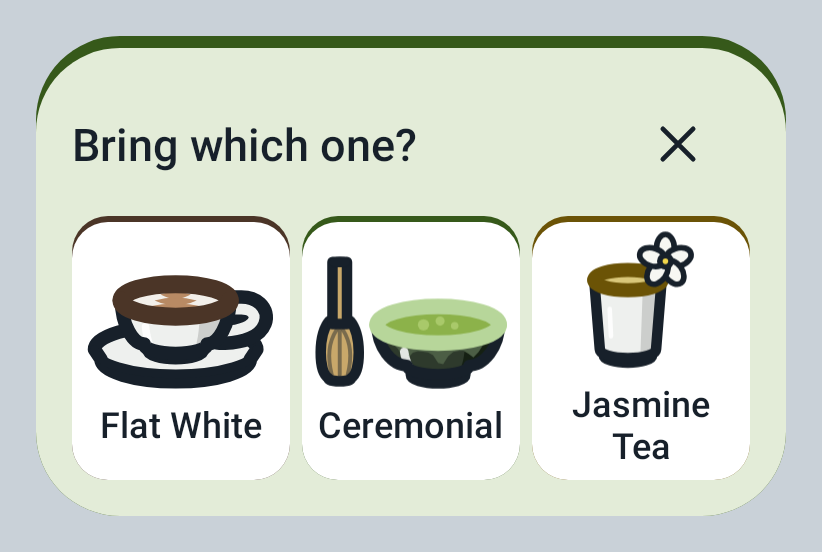 Bring which one?
Flat White
Ceremonial
Jasmine
Tea